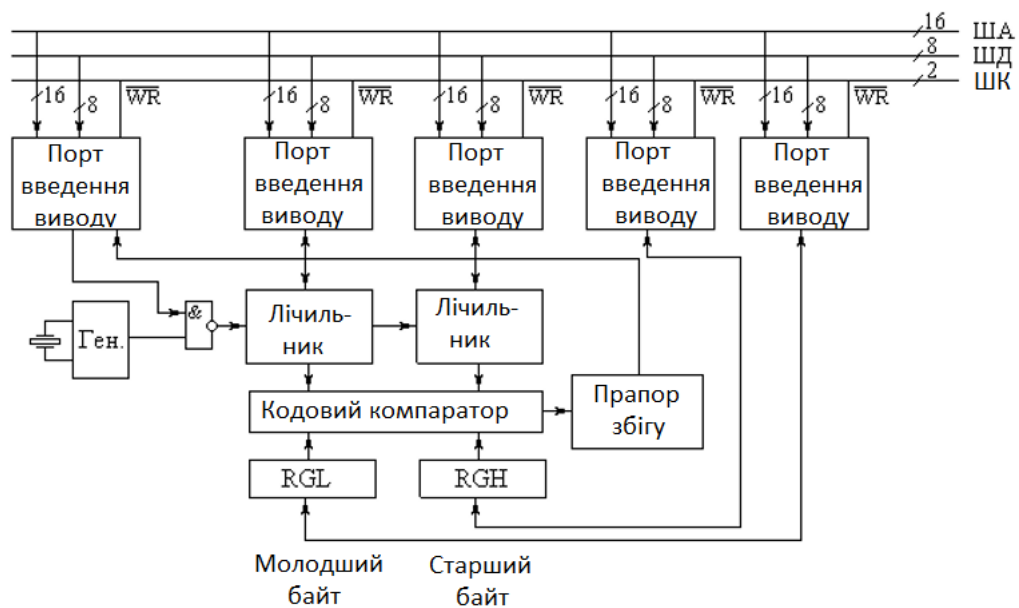 16 ША
8 ШД
2 ШК
16 8 WR 16 8 WR 16 8 WR 16 8 WR 16 8 WR
Порт введення виводу
Порт введення виводу
Порт введення виводу
Порт введення виводу
Порт введення виводу
Ген.
&
Лічиль-
ник
Лічиль-
ник
Кодовий компаратор
Прапор
збігу
RGL
RGH
Молодший
байт
Старший
байт